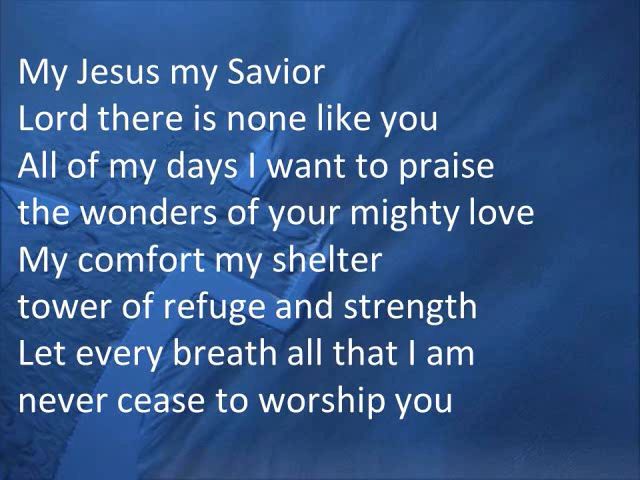 My Jesus my Savior
Lord there is none like you
All of my days I want to praise
the wonders of your mighty love
My comfort my shelter
tower of refuge and strength
Let every breath all that I am
never cease to worship you